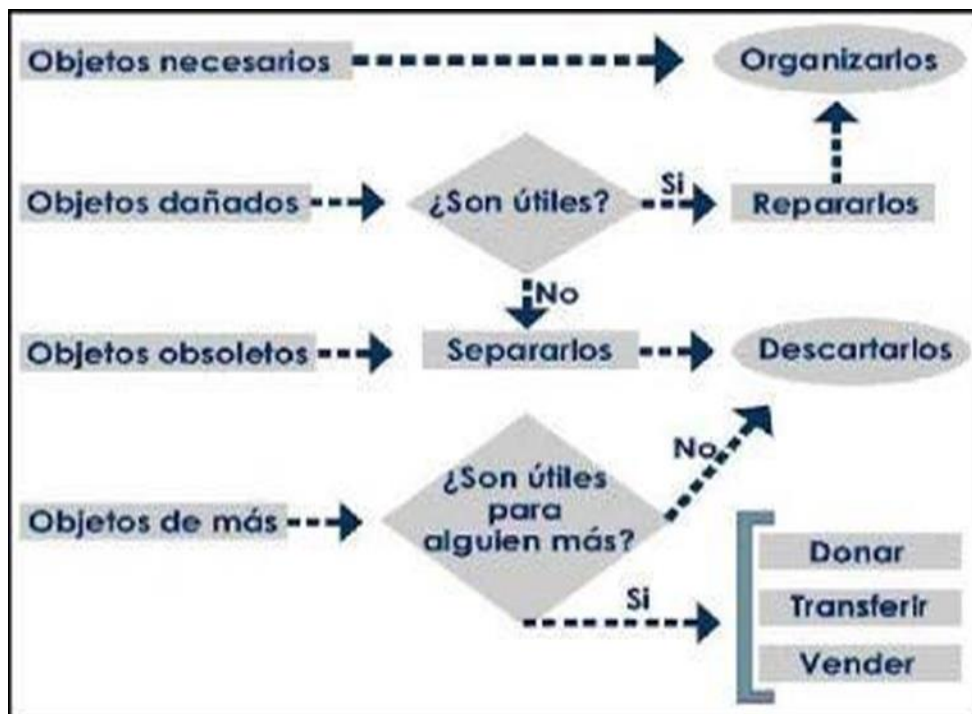 Objetos necesarios
Organizarlos
Objetos dañados
¿Son útiles?
Si
Repararlos
No
Objetos obsoletos
Separarlos
Descartarlos
Objetos de más
¿Son útiles
para
alguien más?
No
Si
Donar
Transferir
Vender